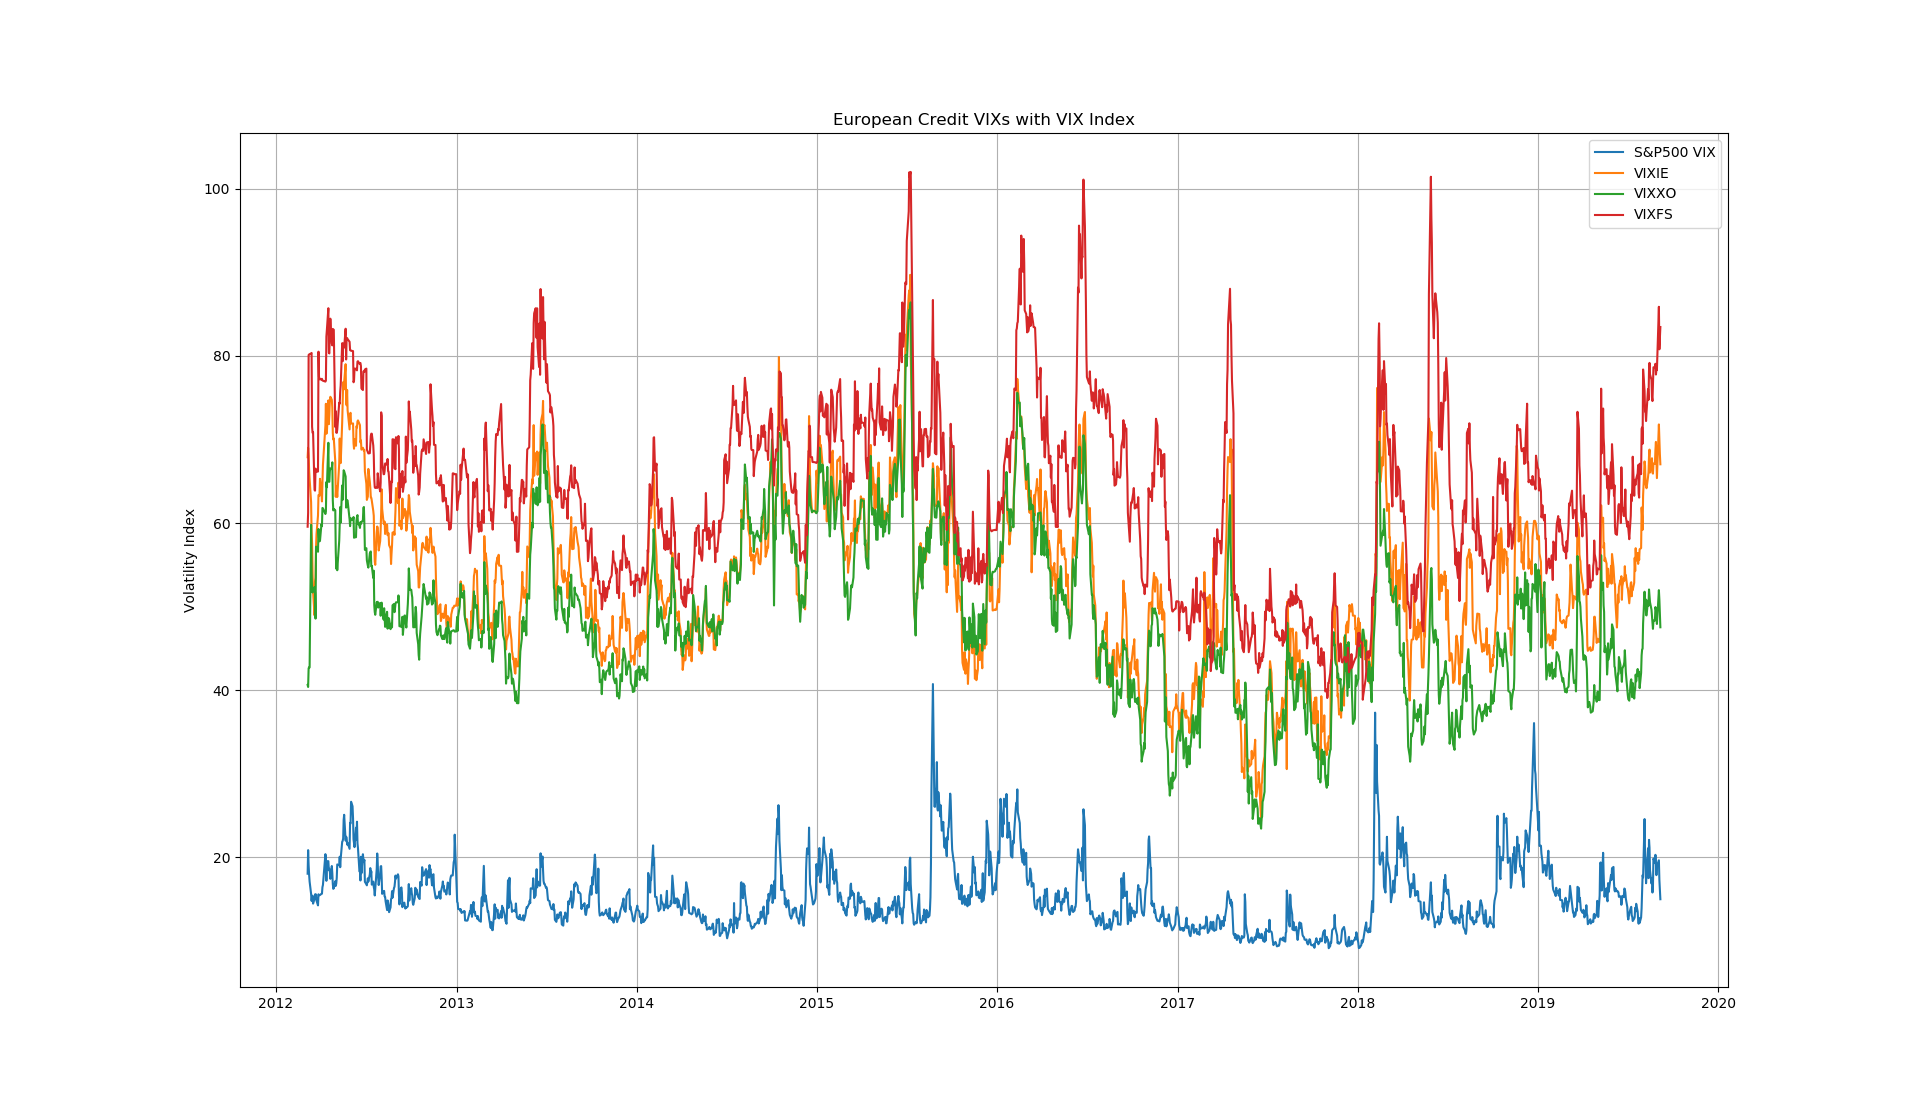 European Credit VIXs with VIX Index
S&P500 VIX
VIXIE
VIXXO
VIXFS
Volatility Index
100
80
60
40
20
2012 2013 2014 2015 2016 2017 2018 2019 2020